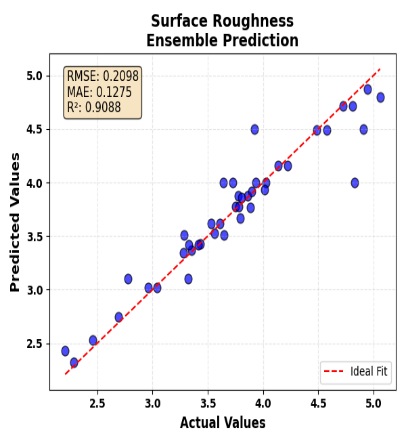 Surface Roughness
Ensemble Prediction
RMSE: 0.2098
MAE: 0.1275
R²: 0.9088
Predicted Values
5.0
4.5
4.0
3.5
3.0
2.5
2.5 3.0 3.5 4.0 4.5 5.0
Actual Values
Ideal Fit